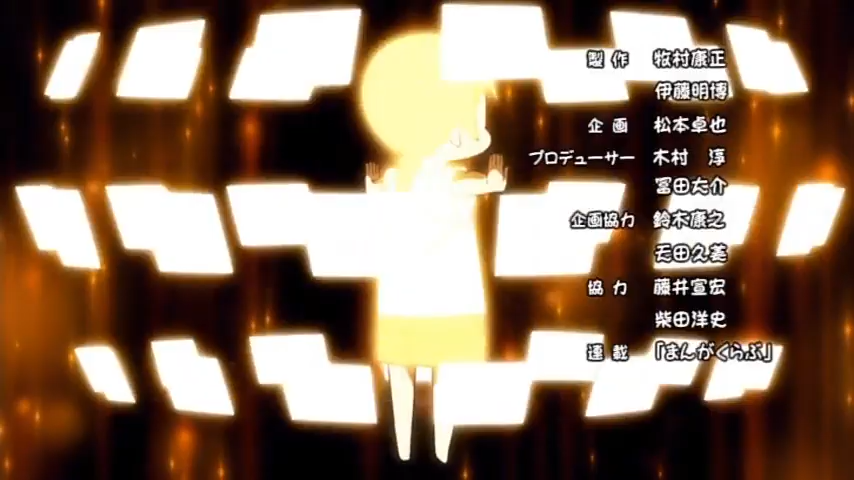 製作 牧村康正
伊藤明博
企画 松本卓也
プロデューサー 木村 淳
冨田大介
企画協力 鈴木康之
天田久美
協力 藤井宣宏
柴田洋史
連載 「まんがくらぶ」